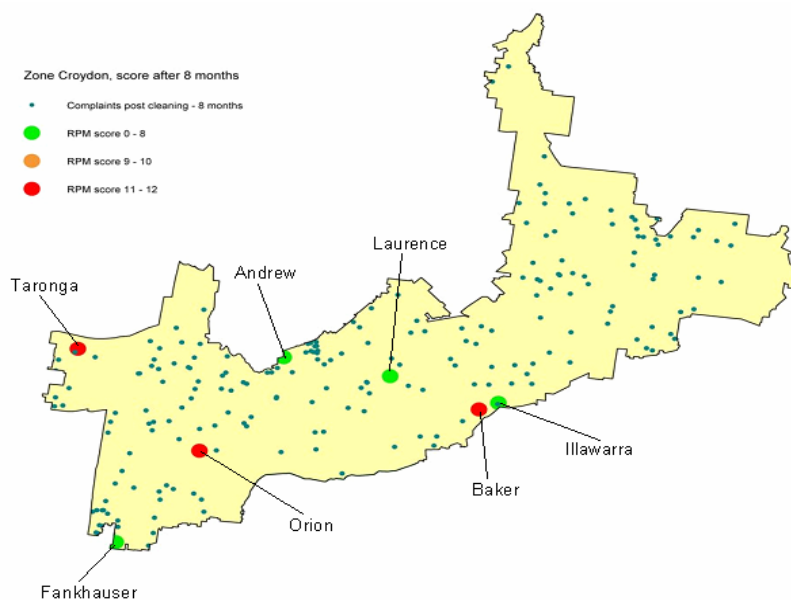 Zone Croydon, score after 8 months
Complaints post cleaning - 8 months
RPM score 0 - 8
RPM score 9 - 10
RPM score 11 - 12
Laurence
Andrew
Taronga
Illawarra
Baker
Orion
Fankhauser